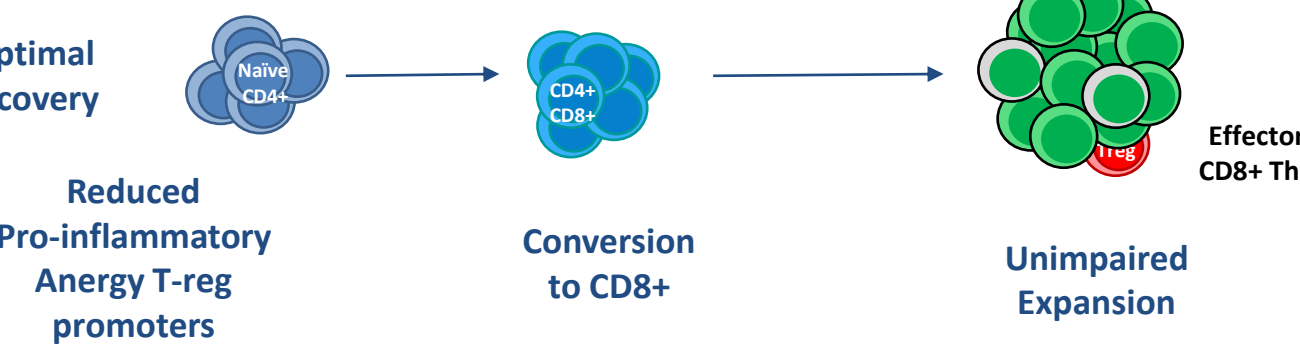 ptimal
covery
Naïve
CD4+
CD4+
CD8+
Treg
Effector
CD8+ Th
Reduced
Pro-inflammatory
Anergy T-reg
promoters
Conversion
to CD8+
Unimpaired
Expansion